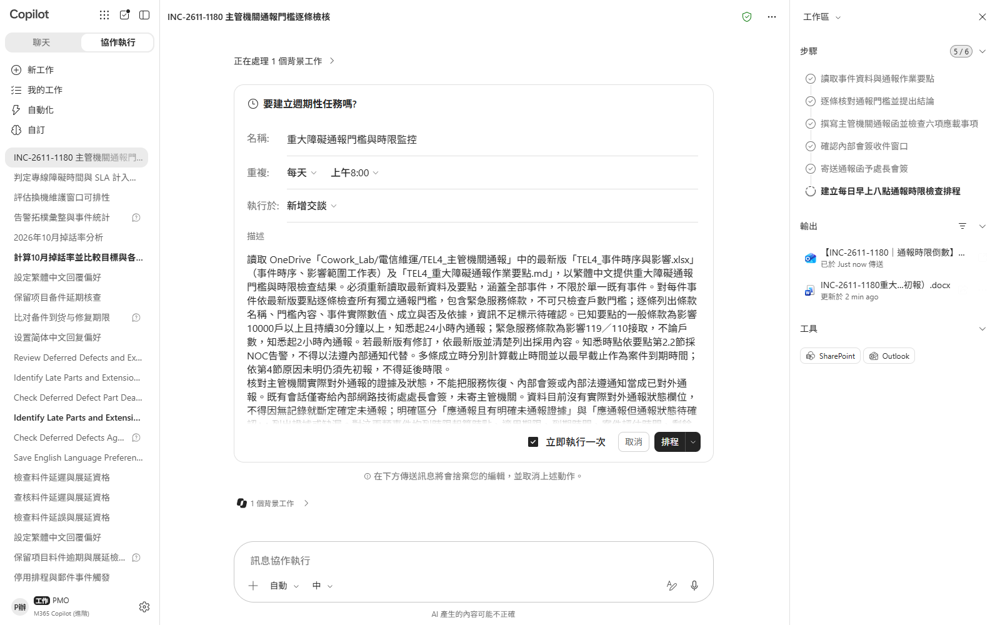 Copilot
聊天
協作執行
新工作
我的工作
自動化
自訂
INC-2611-1180 主管機關通報門...
判定專線障礙時間與 SLA 計入...
評估換機維護窗口可排性
告警拓樸彙整與事件統計
2026年10月掉話率分析
計算10月掉話率並比較目標與各...
設定繁體中文回覆偏好
保留项目备件延期核查
比对备件到货与修复期限
设置简体中文回复偏好
Review Deferred Defects and Ex...
Identify Late Parts and Extensio...
Check Deferred Defect Part Dea...
Identify Late Parts and Extensi...
Check Deferred Defects Ag...
Save English Language Preferen...
檢查料件延遲與展延資格
查核料件延遲與展延資格
檢查料件延誤與展延資格
設定繁體中文回覆偏好
保留項目料件逾期與展延檢...
停用排程與郵件事件觸發
P辦
工作 PMO
M365 Copilot (進階)
INC-2611-1180 主管機關通報門檻逐條檢核
正在處理 1 個背景工作
要建立週期性任務嗎?
名稱: 重大障礙通報門檻與時限監控
重複: 每天 上午8:00
執行於: 新增交談
描述
讀取 OneDrive「Cowork_Lab/電信維運/TEL4_主管機關通報」中的最新版「TEL4_事件時序與影響.xlsx」
（事件時序、影響範圍工作表）及「TEL4_重大障礙通報作業要點.md」，以繁體中文提供重大障礙通報
門檻與時限檢查結果。必須重新讀取最新資料及要點，涵蓋全部事件，不限於單一既有事件。對每件事
件依最新版要點逐條檢查所有獨立通報門檻，包含緊急服務條款，不可只檢查戶數門檻；逐條列出條款
名稱、門檻內容、事件實際數值、成立與否及依據，資訊不足標示待確認。已知要點的一般條款為影響
10000戶以上且持續30分鐘以上，知悉起24小時內通報；緊急服務條款為影響119／110接取，不論戶
數，知悉起2小時內通報。若最新版有修訂，依最新版並清楚列出採用內容。知悉時點依要點第2.2節採
NOC告警，不得以法遵內部通知代替。多條成立時分別計算截止時間並以最早截止作為案件到期時間；
依第4節原因未明仍須先初報，不得延後時限。
核對主管機關實際對外通報的證據及狀態，不能把服務恢復、內部會簽或內部法遵通知當成已對外通
報。既有會話僅寄給內部網路技術處處長會簽，未寄主管機關。資料目前沒有實際對外通報狀態欄位，
不得因無記錄就斷定確定未通報；明確區分「應通報且有明確未通報證據」與「應通報但通報狀態待確
立即執行一次
取消
排程
在下方傳送訊息將會捨棄您的編輯，並取消上述動作。
1 個背景工作
訊息協作執行
自動
中
AI 產生的內容可能不正確
工作區
步驟
5 / 6
讀取事件資料與通報作業要點
逐條核對通報門檻並提出結論
撰寫主管機關通報函並檢查六項應載事項
確認內部會簽收件窗口
寄送通報函予處長會簽
建立每日早上八點通報時限檢查排程
輸出
【INC-2611-1180｜通報時限倒數】...
已於 Just now 傳送
INC-2611-1180重大...初報）.docx
更新於 2 min ago
工具
SharePoint
Outlook